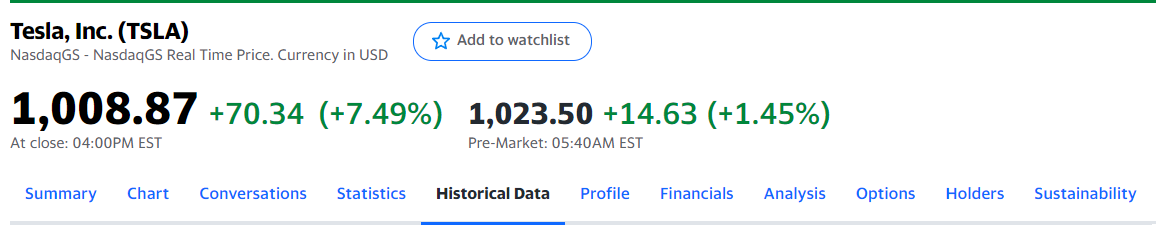 Tesla, Inc. (TSLA)
Add to watchlist
NasdaqGS - NasdaqGS Real Time Price. Currency in USD
1,008.87 +70.34 (+7.49%) 1,023.50 +14.63 (+1.45%)
At close: 04:00PM EST Pre-Market: 05:40AM EST
Summary Chart Conversations Statistics Historical Data Profile Financials Analysis Options Holders Sustainability